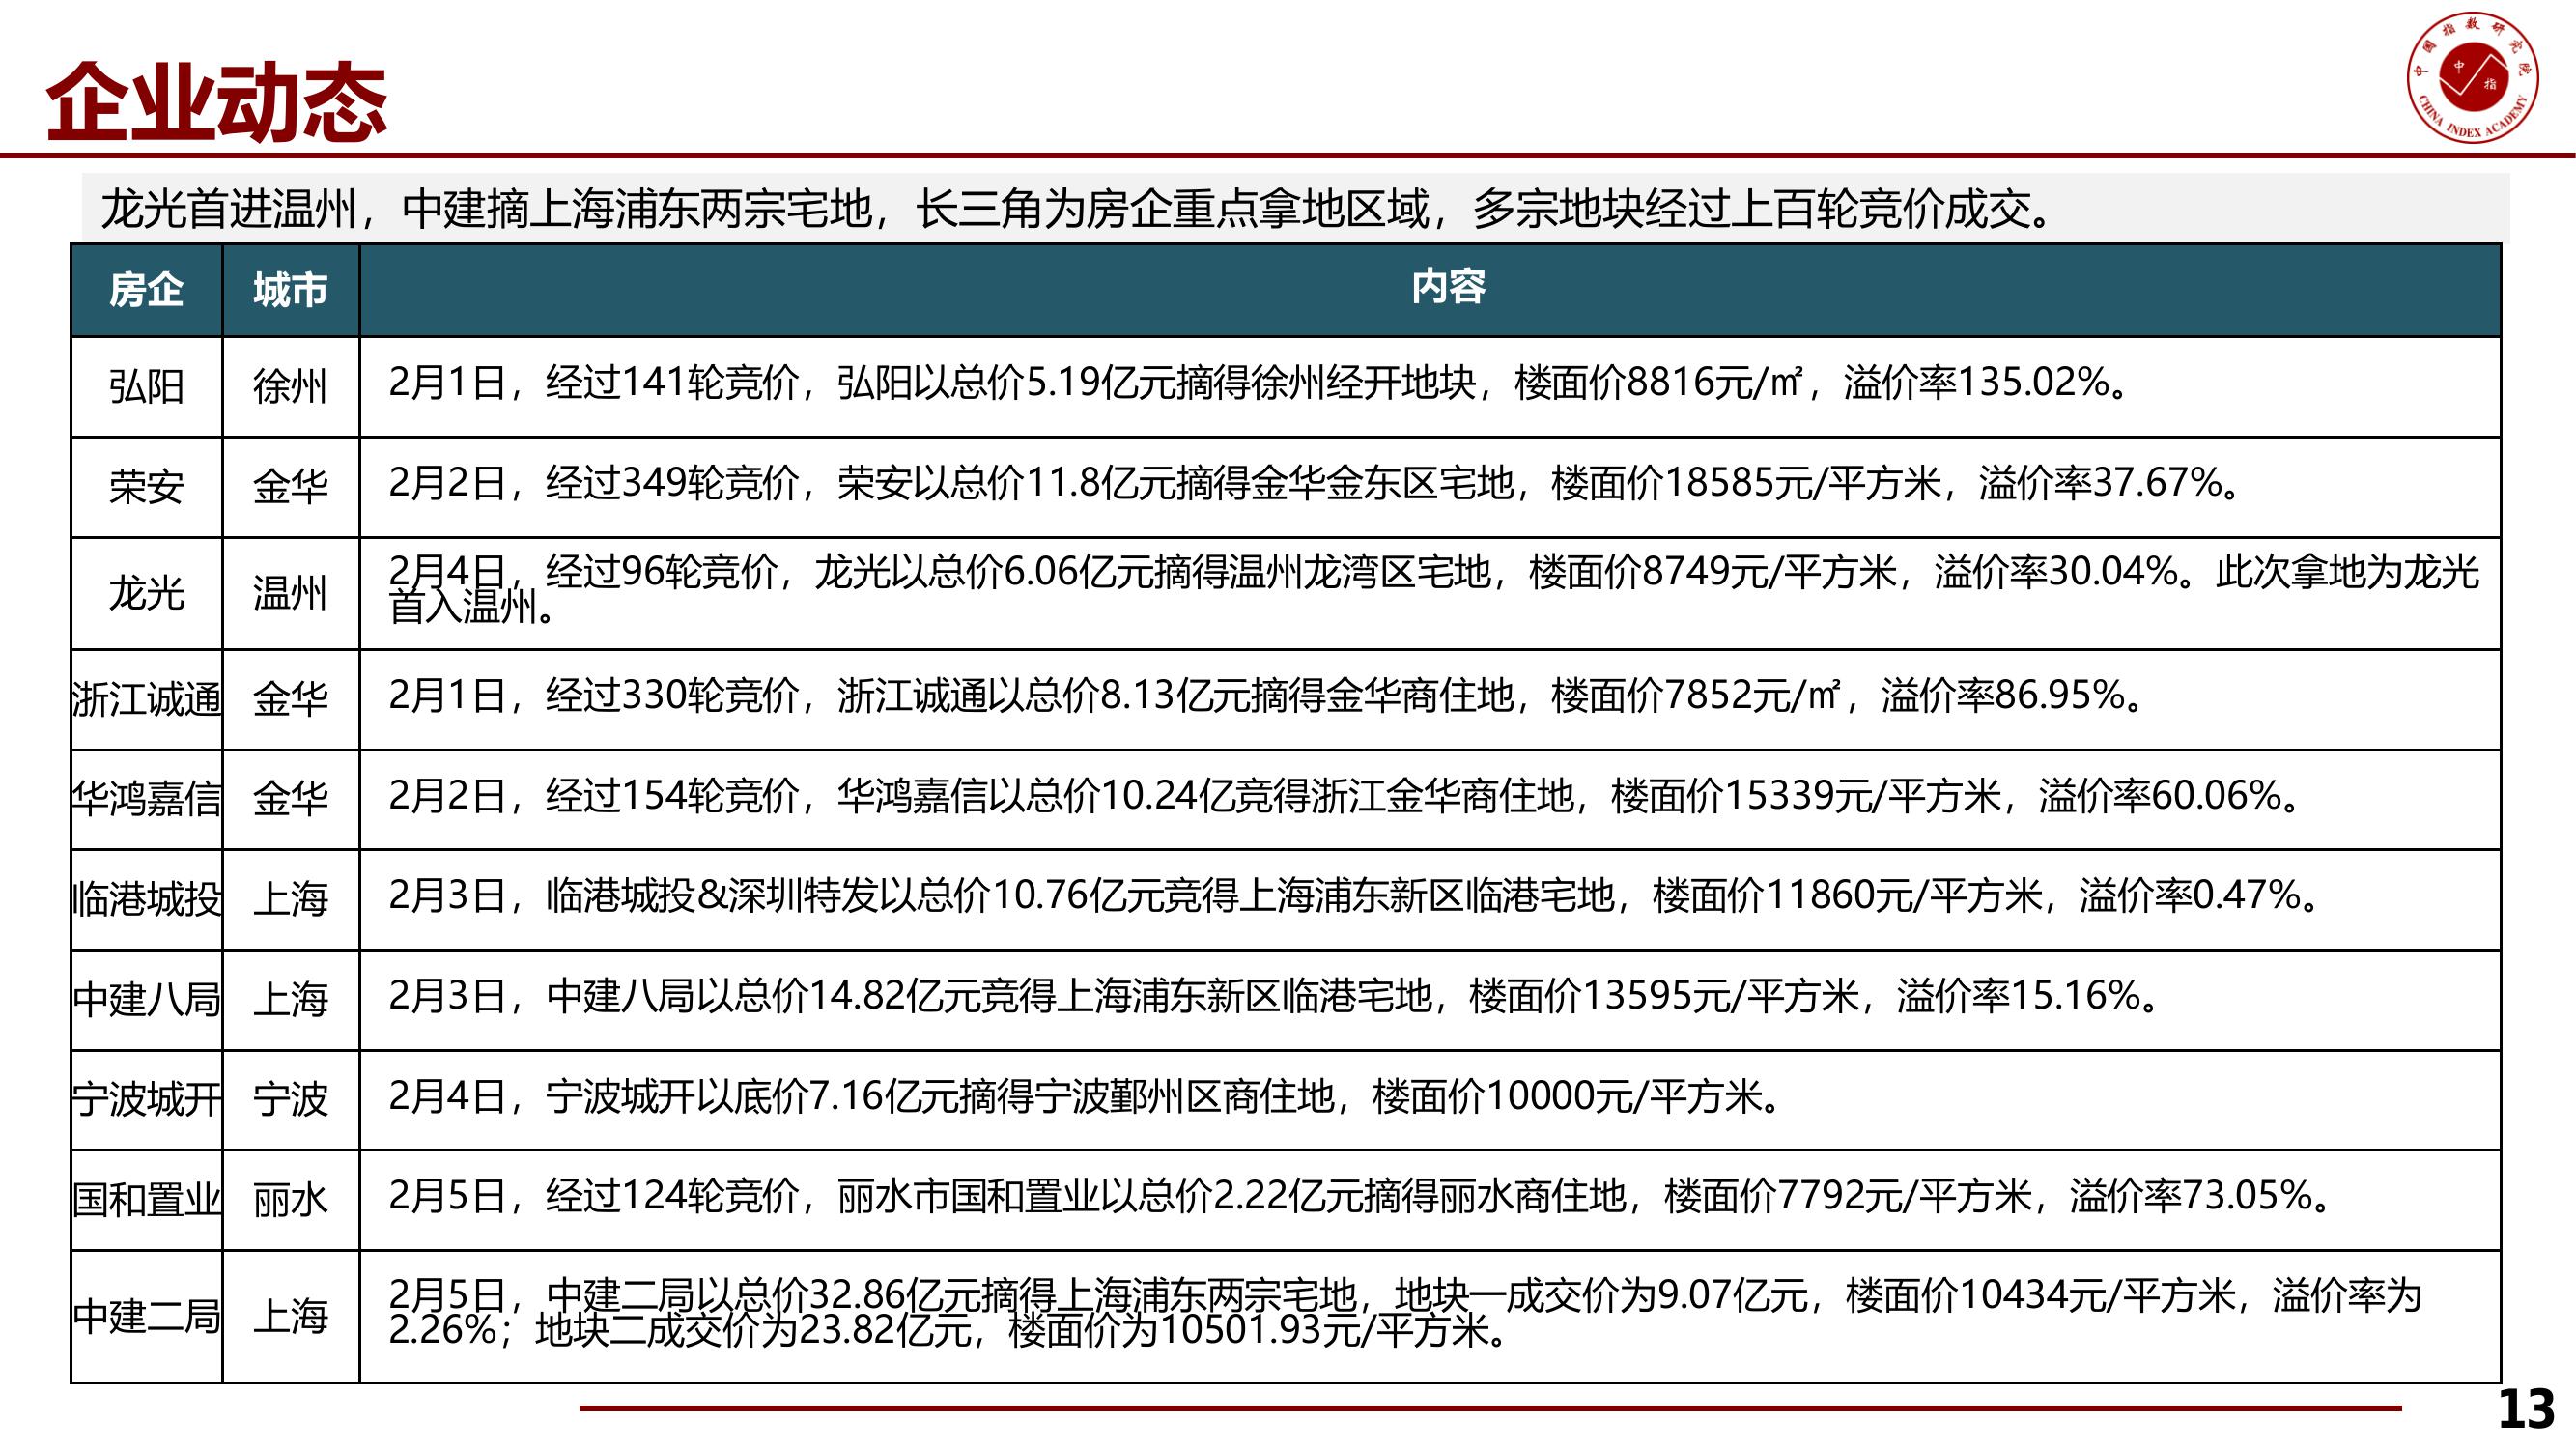 企业动态
中国指数研究院
中指
CHINA INDEX ACADEMY
龙光首进温州，中建摘上海浦东两宗宅地，长三角为房企重点拿地区域，多宗地块经过上百轮竞价成交。
房企 城市 内容
弘阳 徐州 2月1日，经过141轮竞价，弘阳以总价5.19亿元摘得徐州经开地块，楼面价8816元/㎡，溢价率135.02%。
荣安 金华 2月2日，经过349轮竞价，荣安以总价11.8亿元摘得金华金东区宅地，楼面价18585元/平方米，溢价率37.67%。
龙光 温州 2月4日，经过96轮竞价，龙光以总价6.06亿元摘得温州龙湾区宅地，楼面价8749元/平方米，溢价率30.04%。此次拿地为龙光
首入温州。
浙江诚通 金华 2月1日，经过330轮竞价，浙江诚通以总价8.13亿元摘得金华商住地，楼面价7852元/㎡，溢价率86.95%。
华鸿嘉信 金华 2月2日，经过154轮竞价，华鸿嘉信以总价10.24亿竞得浙江金华商住地，楼面价15339元/平方米，溢价率60.06%。
临港城投 上海 2月3日，临港城投&深圳特发以总价10.76亿元竞得上海浦东新区临港宅地，楼面价11860元/平方米，溢价率0.47%。
中建八局 上海 2月3日，中建八局以总价14.82亿元竞得上海浦东新区临港宅地，楼面价13595元/平方米，溢价率15.16%。
宁波城开 宁波 2月4日，宁波城开以底价7.16亿元摘得宁波鄞州区商住地，楼面价10000元/平方米。
国和置业 丽水 2月5日，经过124轮竞价，丽水市国和置业以总价2.22亿元摘得丽水商住地，楼面价7792元/平方米，溢价率73.05%。
中建二局 上海 2月5日，中建二局以总价32.86亿元摘得上海浦东两宗宅地，地块一成交价为9.07亿元，楼面价10434元/平方米，溢价率为
2.26%；地块二成交价为23.82亿元，楼面价为10501.93元/平方米。
13